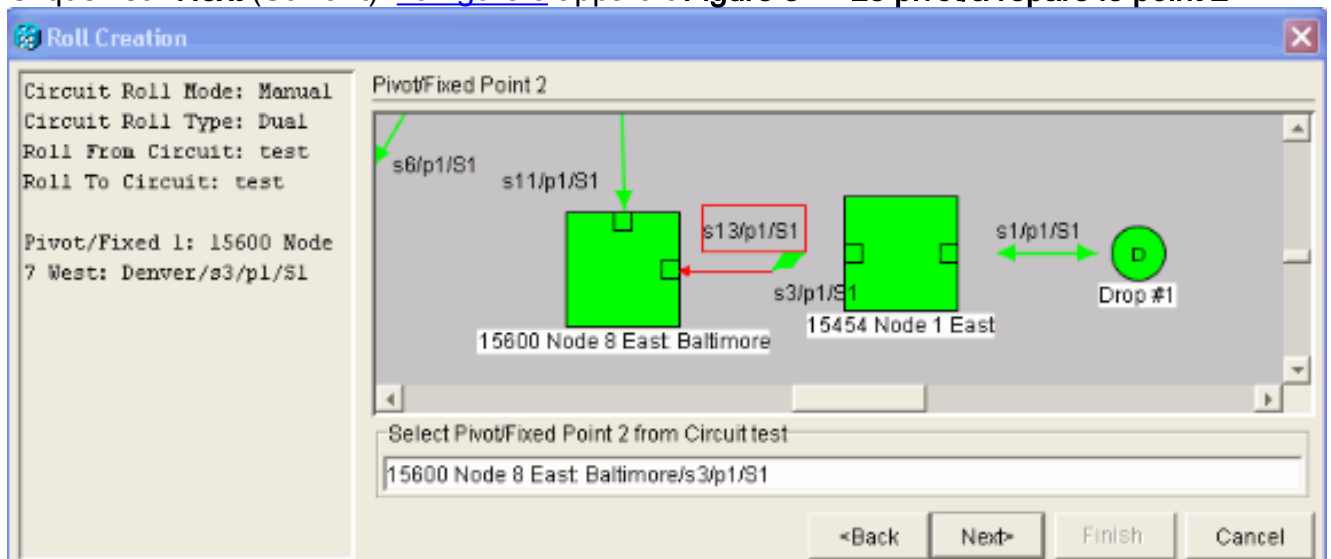 Roll Creation
Circuit Roll Mode: Manual
Circuit Roll Type: Dual
Roll From Circuit: test
Roll To Circuit: test
Pivot/Fixed 1: 15600 Node
7 West: Denver/s3/p1/S1
Pivot/Fixed Point 2
s6/p1/S1
s11/p1/S1
s13/p1/S1
s1/p1/S1
D
s3/p1/S1
Drop #1
15454 Node 1 East
15600 Node 8 East: Baltimore
Select Pivot/Fixed Point 2 from Circuit test
15600 Node 8 East: Baltimore/s3/p1/S1
<Back
Next>
Finish
Cancel